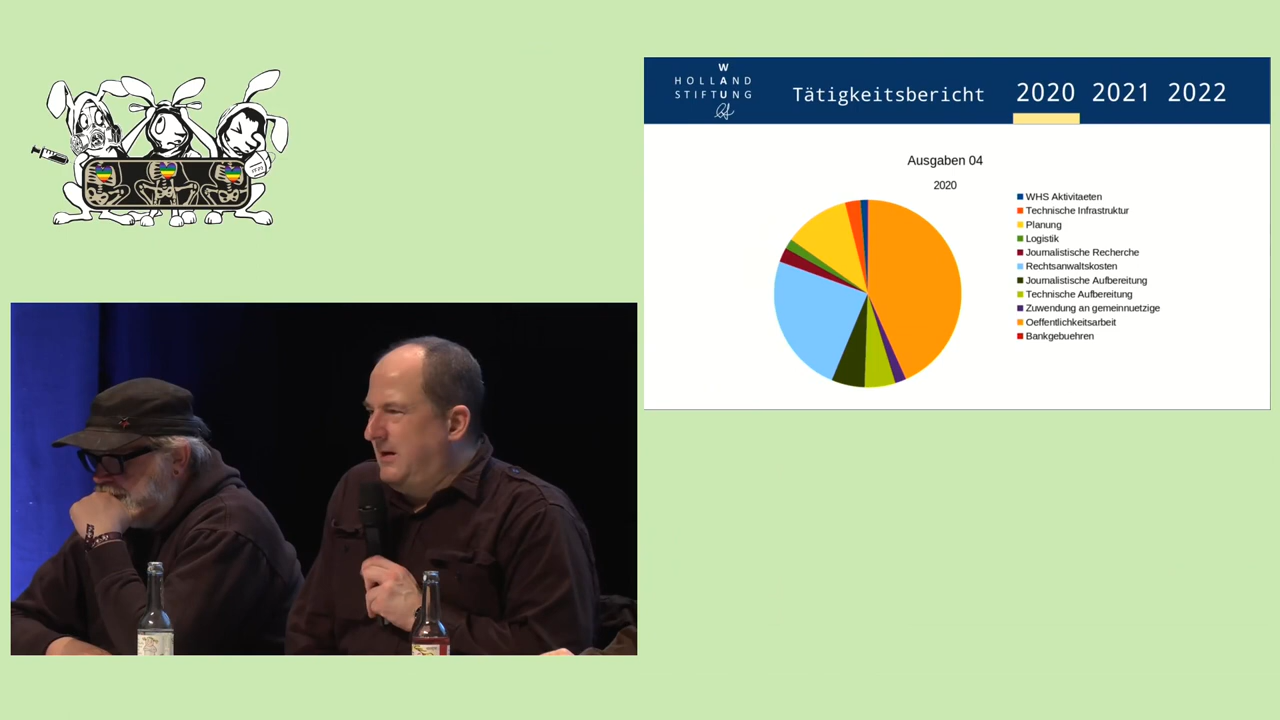 W
HOLLAND
STIFTUNG
Tätigkeitsbericht 2020 2021 2022
Ausgaben 04
2020
WHS Aktivitaeten
Technische Infrastruktur
Planung
Logistik
Journalistische Recherche
Rechtsanwaltskosten
Journalistische Aufbereitung
Technische Aufbereitung
Zuwendung an gemeinnuetzige
Oeffentlichkeitsarbeit
Bankgebuehren